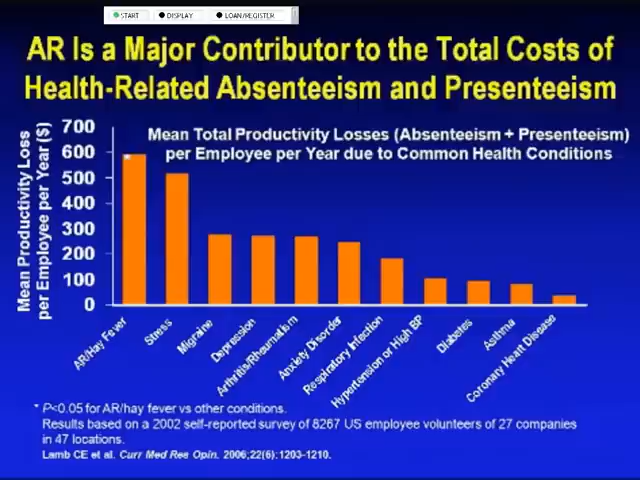 START DISPLAY LOAN/REGISTER
AR Is a Major Contributor to the Total Costs of
Health-Related Absenteeism and Presenteeism
Mean Productivity Loss
per Employee per Year ($)
700
600
500
400
300
200
100
0
Mean Total Productivity Losses (Absenteeism + Presenteeism)
per Employee per Year due to Common Health Conditions
*
AR/Hay Fever
Stress
Migraine
Depression
Arthritis/Rheumatism
Anxiety Disorder
Respiratory Infection
Hypertension or High BP
Diabetes
Asthma
Coronary Heart Disease
* P<0.05 for AR/hay fever vs other conditions.
Results based on a 2002 self-reported survey of 8267 US employee volunteers of 27 companies
in 47 locations.
Lamb CE et al. Curr Med Res Opin. 2006;22(6):1203-1210.